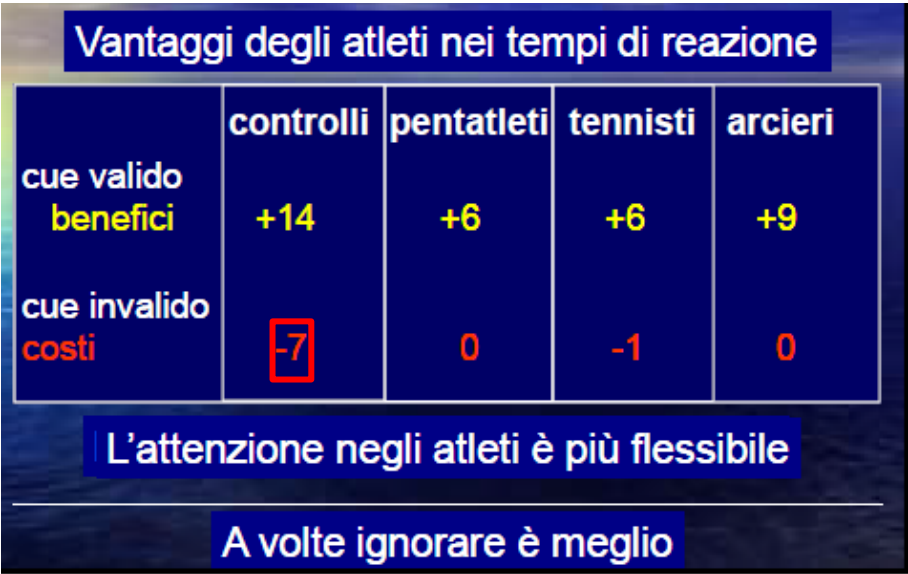 Vantaggi degli atleti nei tempi di reazione
controlli pentatleti tennisti arcieri
cue valido
benefici +14 +6 +6 +9
cue invalido
costi -7 0 -1 0
L'attenzione negli atleti è più flessibile
A volte ignorare è meglio